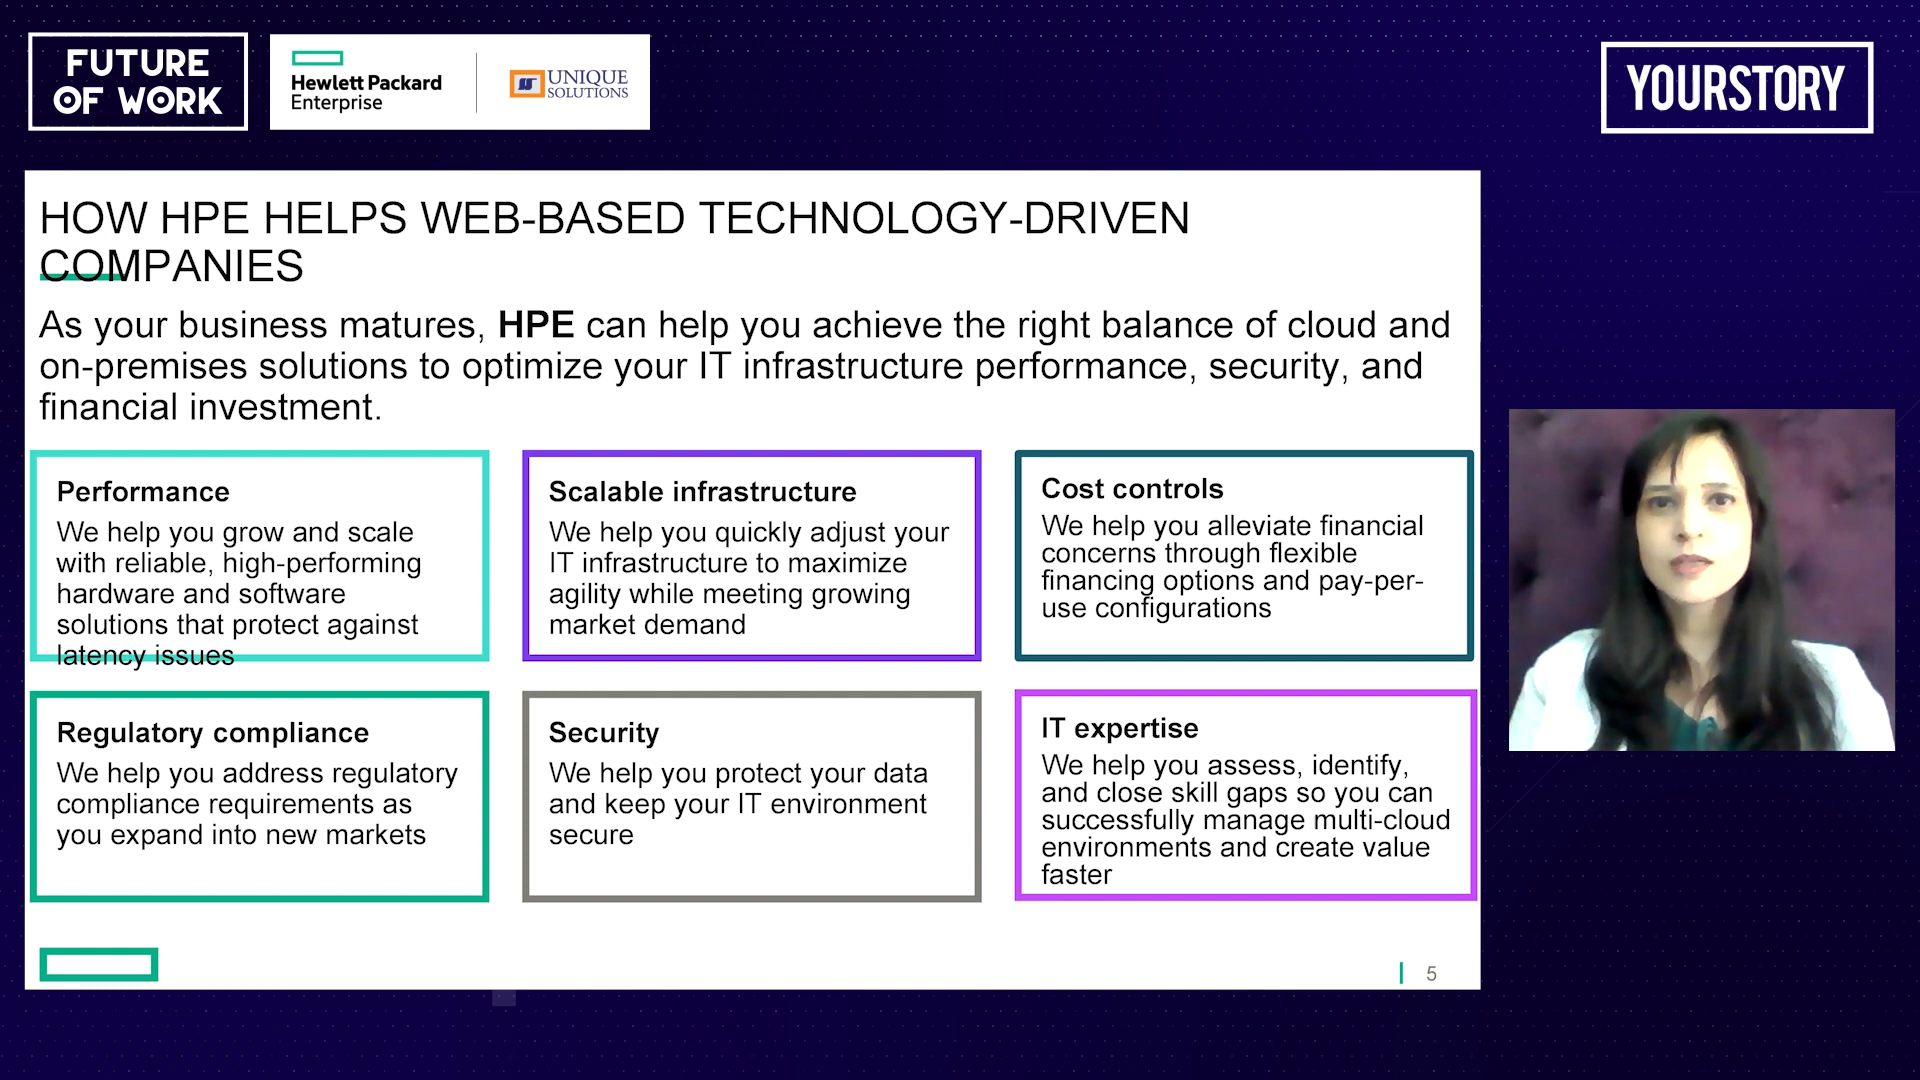 FUTURE
OF WORK
Hewlett Packard
Enterprise
UNIQUE
SOLUTIONS
YOURSTORY
HOW HPE HELPS WEB-BASED TECHNOLOGY-DRIVEN
COMPANIES
As your business matures, HPE can help you achieve the right balance of cloud and
on-premises solutions to optimize your IT infrastructure performance, security, and
financial investment.
Performance
We help you grow and scale
with reliable, high-performing
hardware and software
solutions that protect against
latency issues
Scalable infrastructure
We help you quickly adjust your
IT infrastructure to maximize
agility while meeting growing
market demand
Cost controls
We help you alleviate financial
concerns through flexible
financing options and pay-per-
use configurations
Regulatory compliance
We help you address regulatory
compliance requirements as
you expand into new markets
Security
We help you protect your data
and keep your IT environment
secure
IT expertise
We help you assess, identify,
and close skill gaps so you can
successfully manage multi-cloud
environments and create value
faster
5